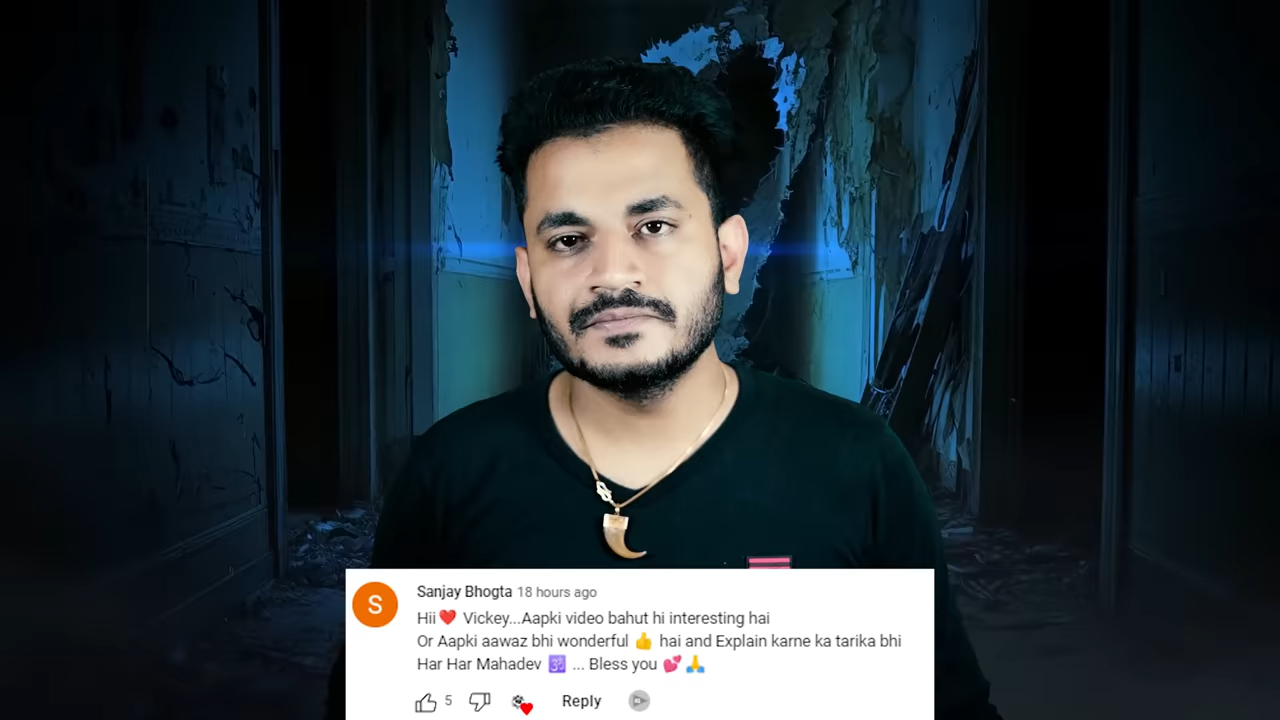 S
Sanjay Bhogta 18 hours ago
Hii❤️ Vickey...Aapki video bahut hi interesting hai
Or Aapki aawaz bhi wonderful 👍 hai and Explain karne ka tarika bhi
Har Har Mahadev 🕉️ ... Bless you 💕🙏
5
Reply